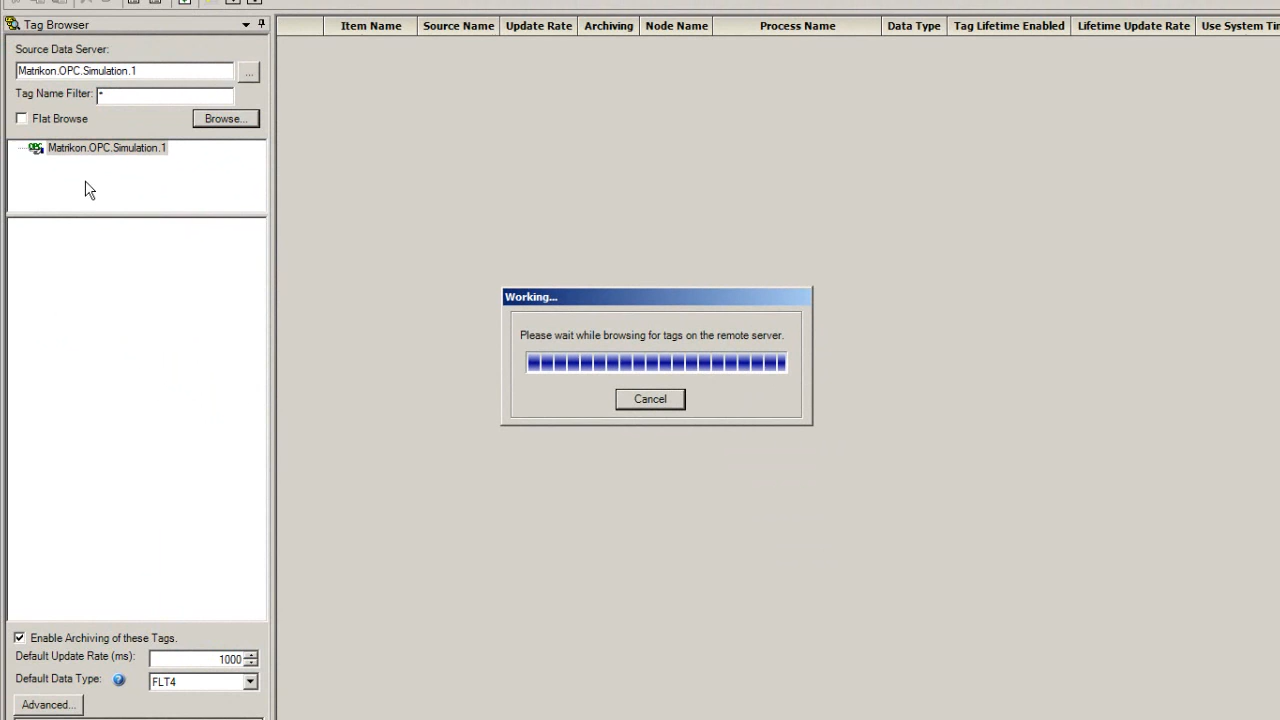 Tag Browser
Item Name Source Name Update Rate Archiving Node Name Process Name Data Type Tag Lifetime Enabled Lifetime Update Rate Use System Tim
Source Data Server:
Matrikon.OPC.Simulation.1
...
Tag Name Filter: *
Flat Browse
Browse...
OPC Matrikon.OPC.Simulation.1
Working...
Please wait while browsing for tags on the remote server.
Cancel
Enable Archiving of these Tags.
Default Update Rate (ms): 1000
Default Data Type: ? FLT4
Advanced...